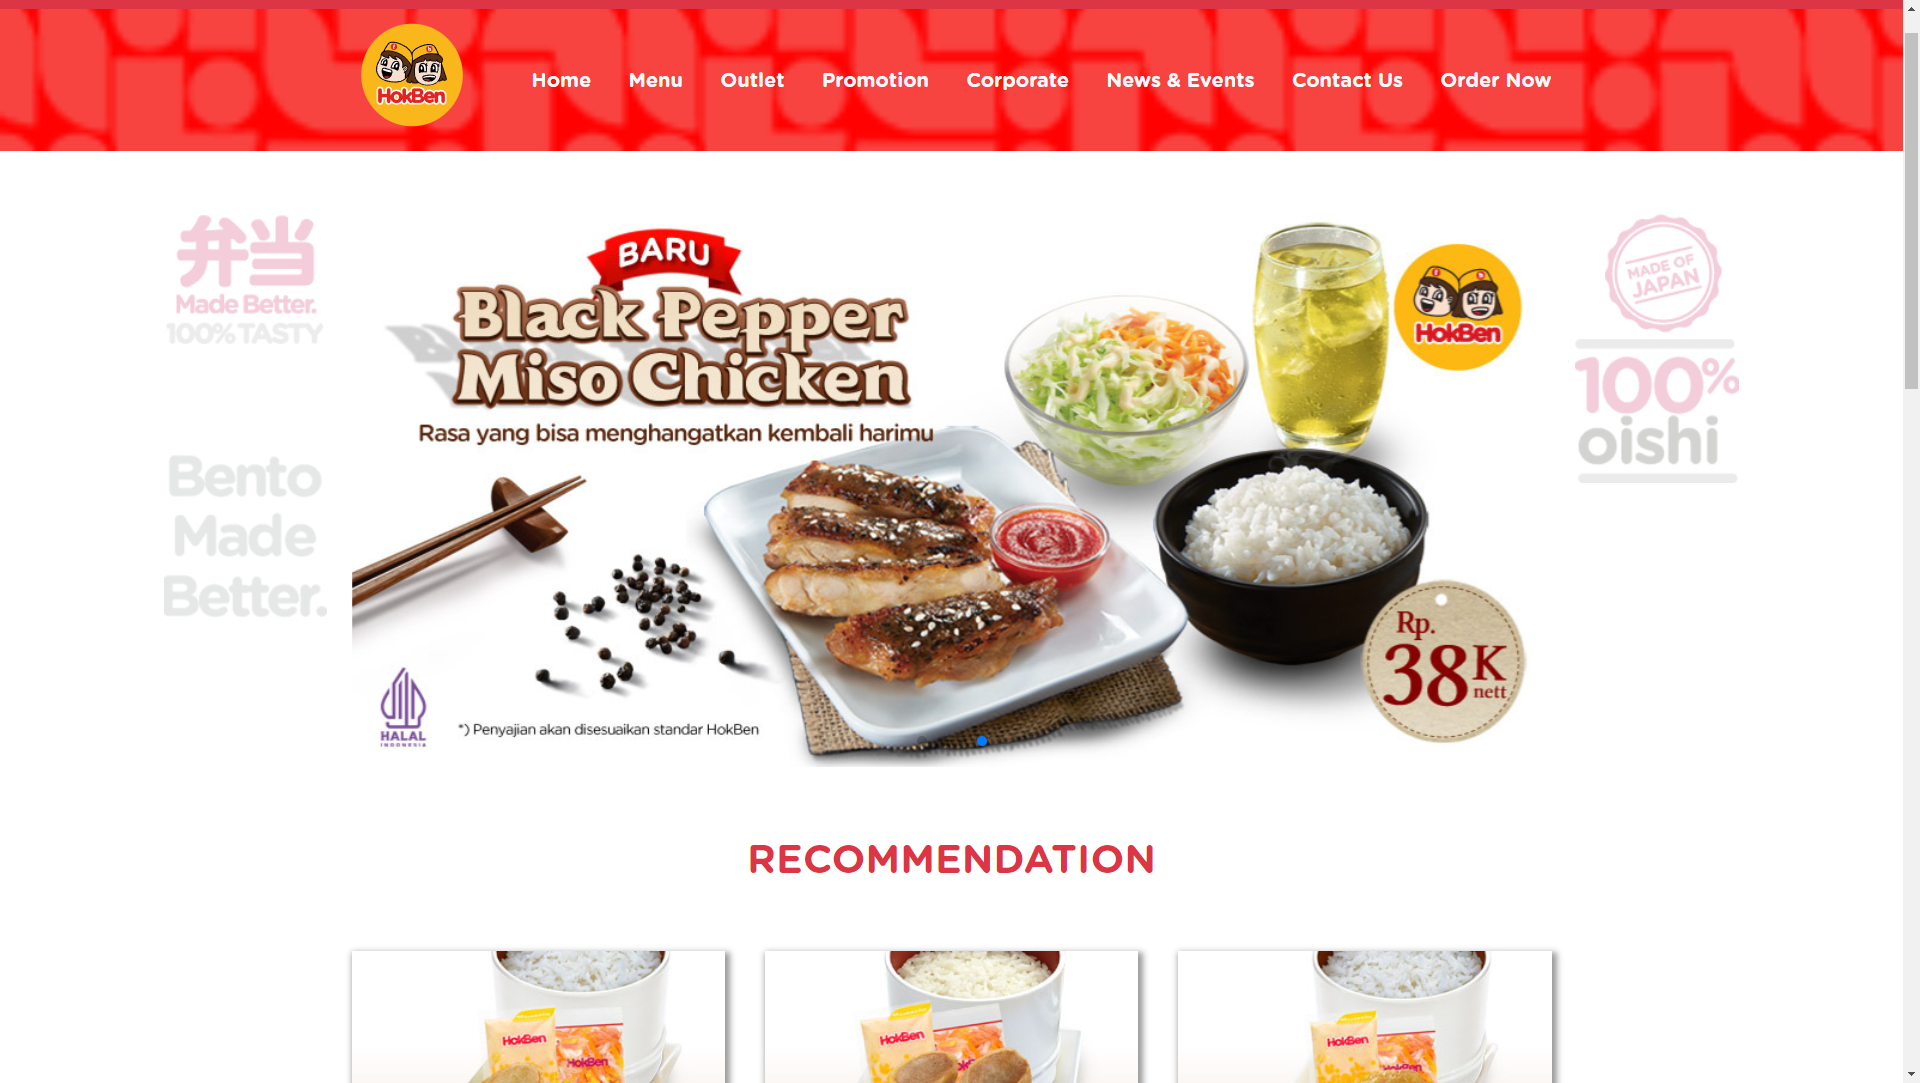 HokBen
Home Menu Outlet Promotion Corporate News & Events Contact Us Order Now
弁当
Made Better.
100% TASTY
Bento
Made
Better.
BARU
Black Pepper
Miso Chicken
Rasa yang bisa menghangatkan kembali harimu
HokBen
MADE OF
JAPAN
100%
oishi
Rp.
38K
nett
HALAL
INDONESIA
*) Penyajian akan disesuaikan standar HokBen
RECOMMENDATION
HokBen
HokBen
HokBen
HokBen